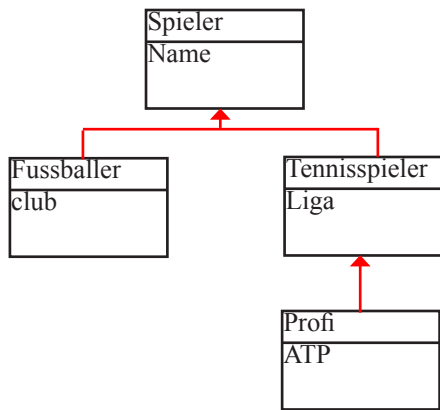 Spieler
Name
Fussballer
club
Tennisspieler
Liga
Profi
ATP